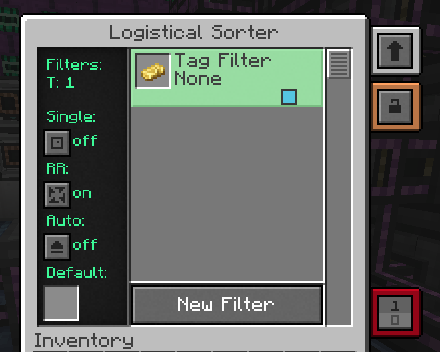 Logistical Sorter
Filters:
T: 1
Tag Filter
None
Single:
off
RR:
on
Auto:
off
Default:
New Filter
1
0
Inventory